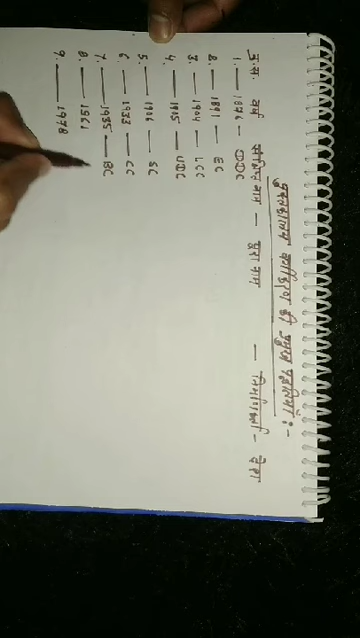 पुस्तकालय वर्गीकरण की प्रमुख पद्धतियाँ :-
क्र.स. वर्ष संक्षिप्त नाम — पूरा नाम — निर्माणकर्ता - देश
1. — 1876 — DDC
2. — 1891 — EC
3. — 1904 — LCC
4. — 1905 — UDC
5. — 1906 — SC
6. — 1933 — CC
7. — 1935 — BC
8. — 1961
9. — 1978